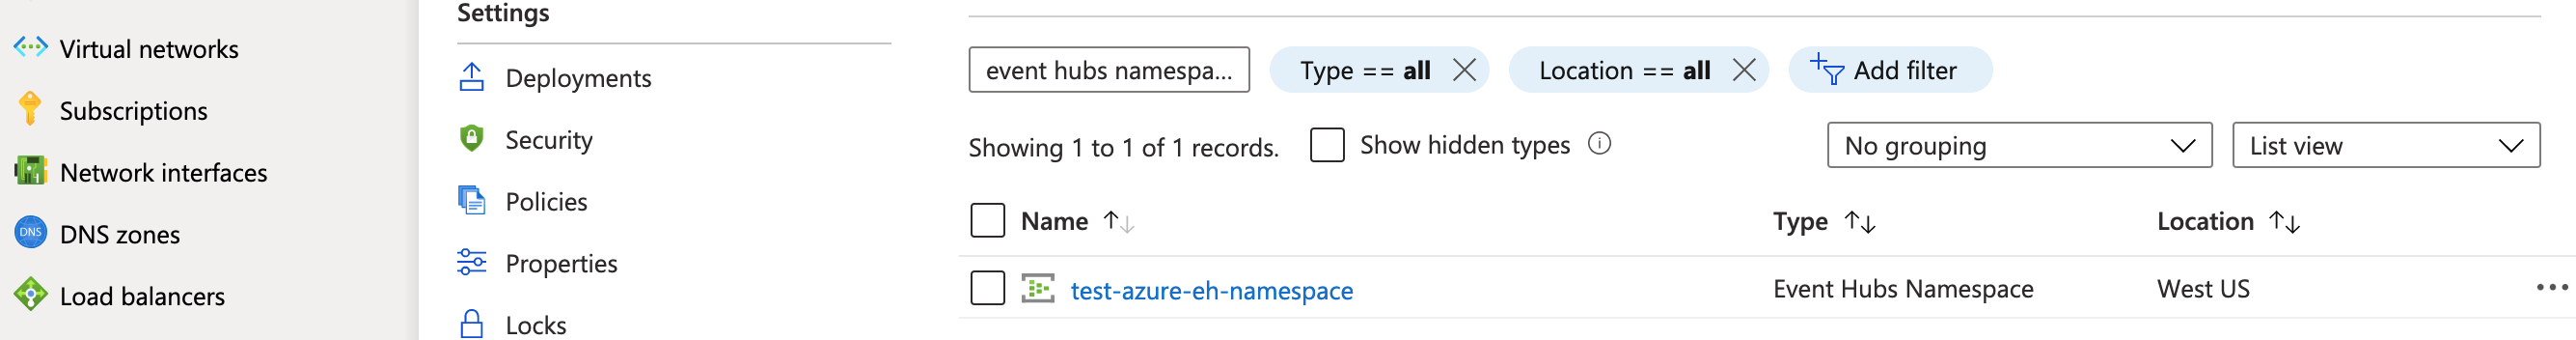 Virtual networks
Subscriptions
Network interfaces
DNS DNS zones
Load balancers
Settings
Deployments
Security
Policies
Properties
Locks
event hubs namespa...
Type == all
Location == all
Add filter
Showing 1 to 1 of 1 records.
Show hidden types
No grouping
List view
Name Type Location
test-azure-eh-namespace Event Hubs Namespace West US